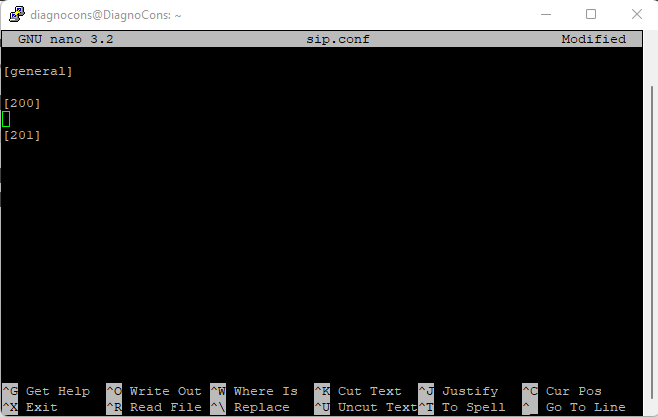 diagnocons@DiagnoCons: ~
GNU nano 3.2 sip.conf Modified
[general]
[200]
[201]
^G Get Help ^O Write Out ^W Where Is ^K Cut Text ^J Justify ^C Cur Pos
^X Exit ^R Read File ^\ Replace ^U Uncut Text ^T To Spell ^_ Go To Line